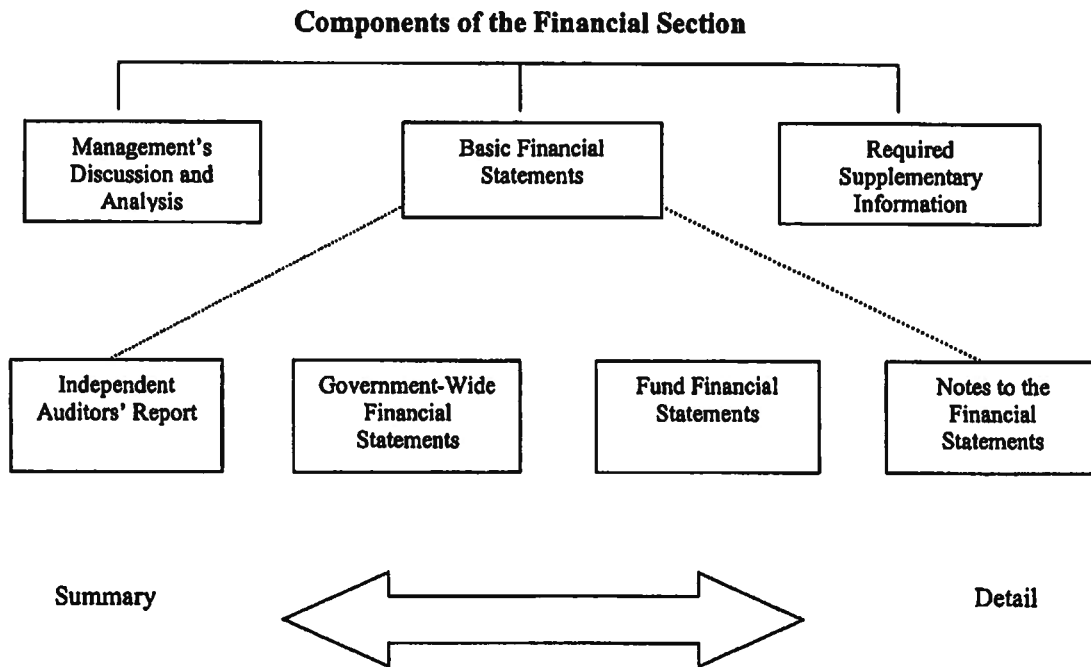 Components of the Financial Section
Management's
Discussion and
Analysis
Basic Financial
Statements
Required
Supplementary
Information
Independent
Auditors' Report
Government-Wide
Financial
Statements
Fund Financial
Statements
Notes to the
Financial
Statements
Summary
Detail